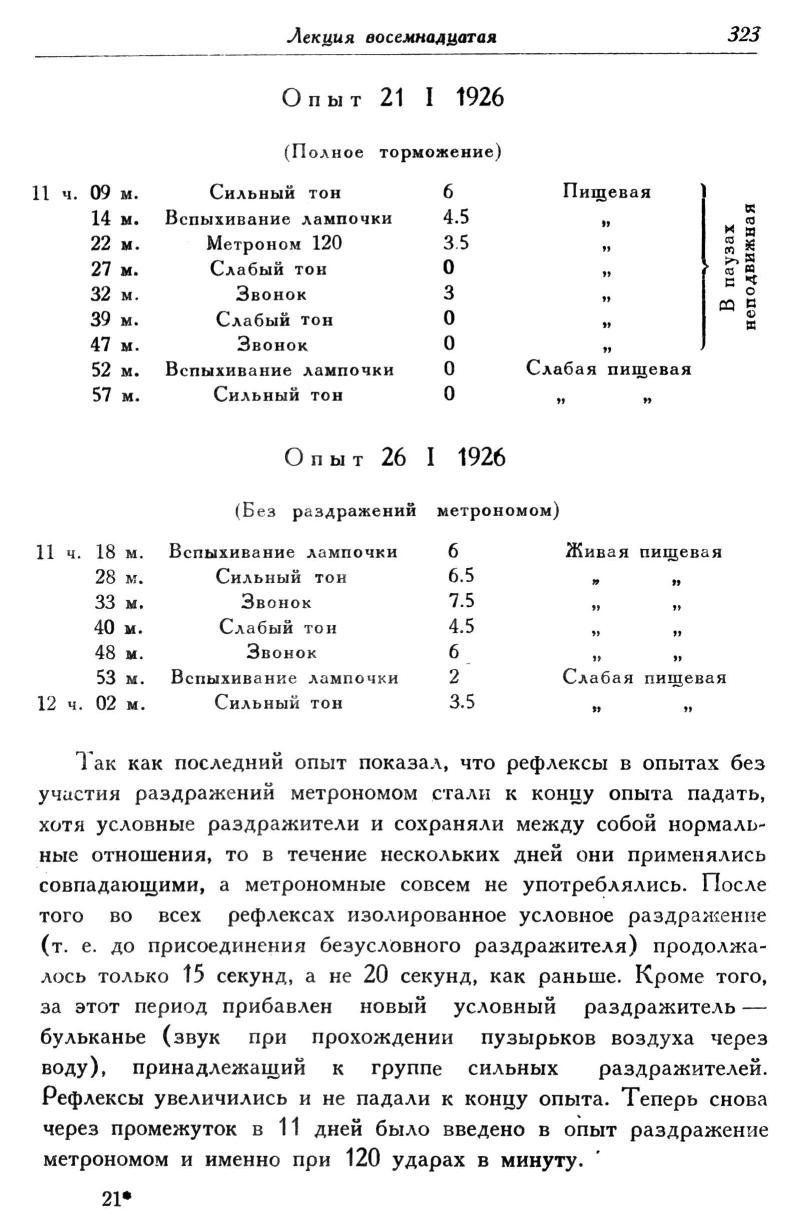 Лекция восемнадцатая 323
Опыт 21 I 1926
(Полное торможение)
11 ч. 09 м. Сильный тон 6 Пищевая
14 м. Вспыхивание лампочки 4.5 „
22 м. Метроном 120 3.5 „
27 м. Слабый тон 0 „
32 м. Звонок 3 „
39 м. Слабый тон 0 „
47 м. Звонок 0 „
В паузах
неподвижная
52 м. Вспыхивание лампочки 0 Слабая пищевая
57 м. Сильный тон 0 „ „
Опыт 26 I 1926
(Без раздражений метрономом)
11 ч. 18 м. Вспыхивание лампочки 6 Живая пищевая
28 м. Сильный тон 6.5 „ „
33 м. Звонок 7.5 „ „
40 м. Слабый тон 4.5 „ „
48 м. Звонок 6 „ „
53 м. Вспыхивание лампочки 2 Слабая пищевая
12 ч. 02 м. Сильный тон 3.5 „ „
Так как последний опыт показал, что рефлексы в опытах без
участия раздражений метрономом стали к концу опыта падать,
хотя условные раздражители и сохраняли между собой нормаль-
ные отношения, то в течение нескольких дней они применялись
совпадающими, а метрономные совсем не употреблялись. После
того во всех рефлексах изолированное условное раздражение
(т. е. до присоединения безусловного раздражителя) продолжа-
лось только 15 секунд, а не 20 секунд, как раньше. Кроме того,
за этот период прибавлен новый условный раздражитель —
бульканье (звук при прохождении пузырьков воздуха через
воду), принадлежащий к группе сильных раздражителей.
Рефлексы увеличились и не падали к концу опыта. Теперь снова
через промежуток в 11 дней было введено в опыт раздражение
метрономом и именно при 120 ударах в минуту.
21*